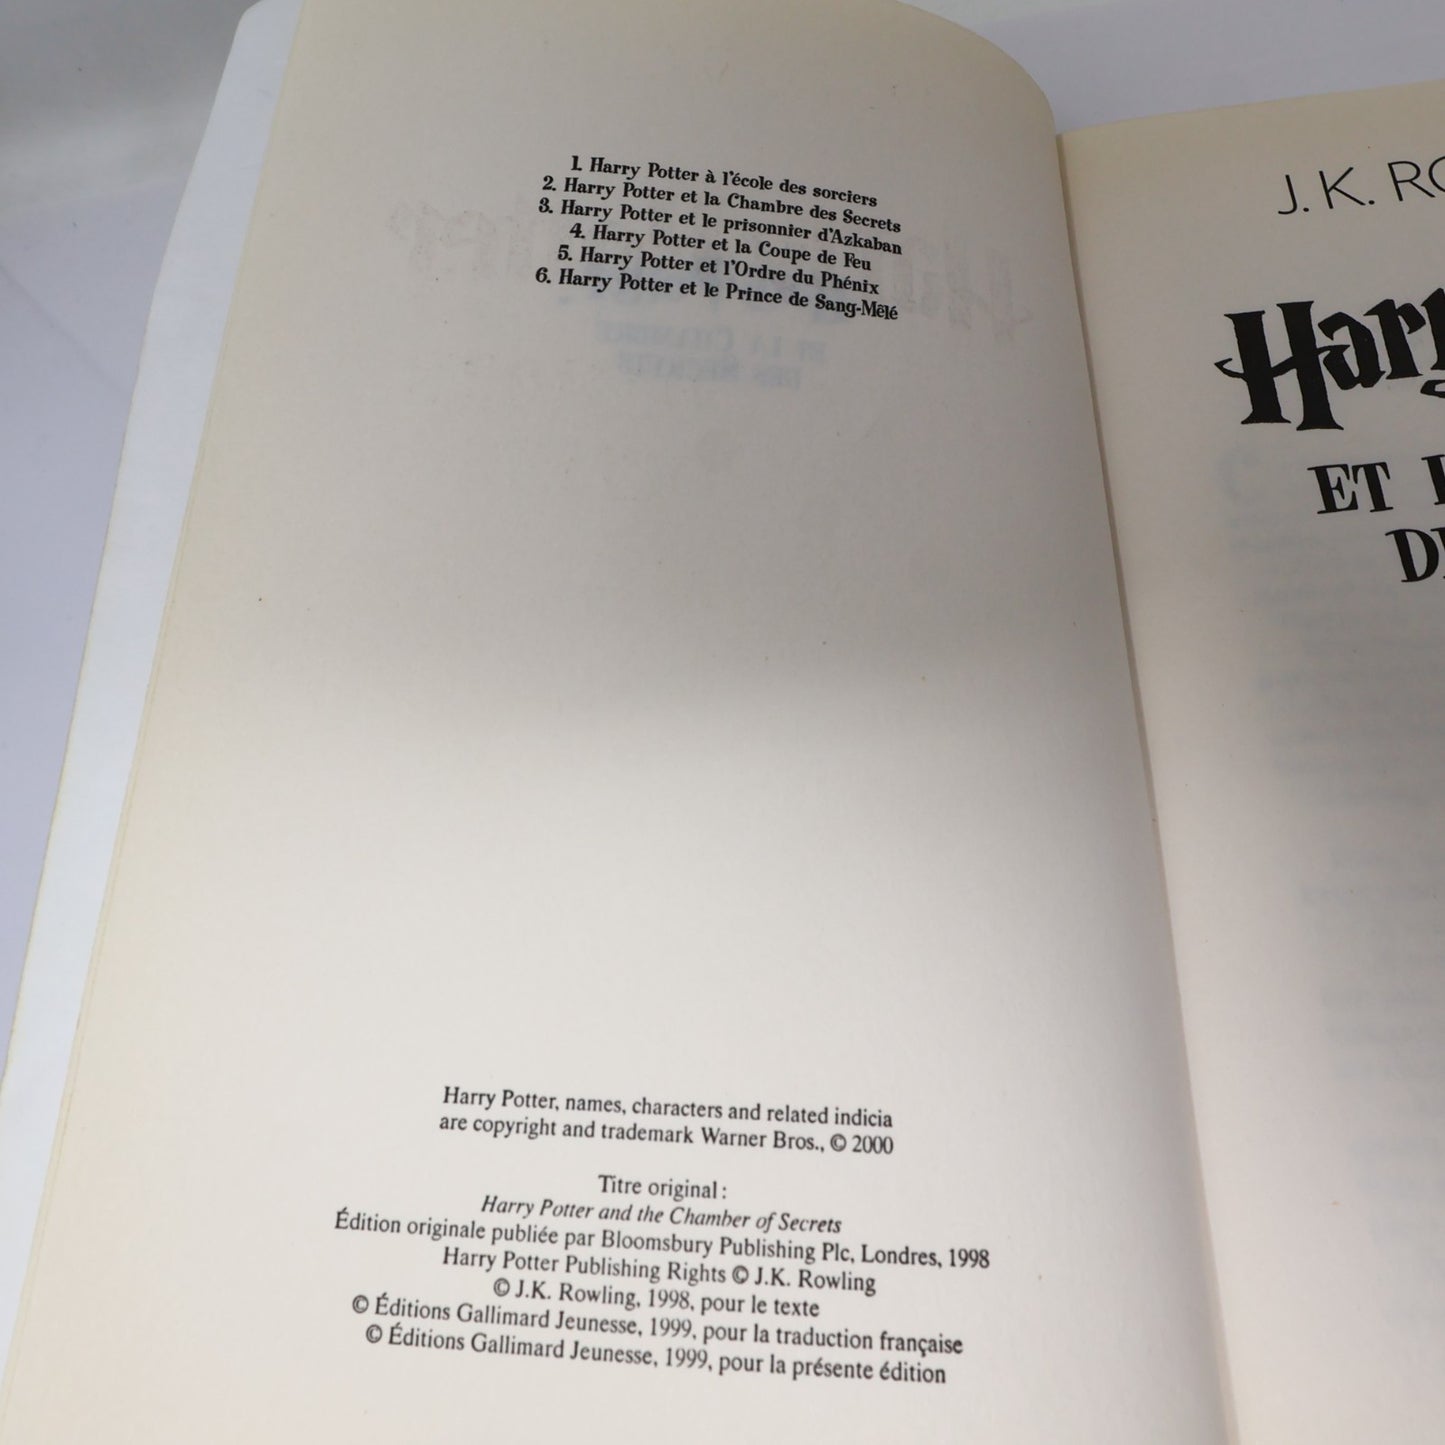 1. Harry Potter à l'école des sorciers
2. Harry Potter et la Chambre des Secrets
3. Harry Potter et le prisonnier d'Azkaban
4. Harry Potter et la Coupe de Feu
5. Harry Potter et l'Ordre du Phénix
6. Harry Potter et le Prince de Sang-Mêlé
Harry Potter, names, characters and related indicia
are copyright and trademark Warner Bros., © 2000
Titre original :
Harry Potter and the Chamber of Secrets
Édition originale publiée par Bloomsbury Publishing Plc, Londres, 1998
Harry Potter Publishing Rights © J.K. Rowling
© J.K. Rowling, 1998, pour le texte
© Éditions Gallimard Jeunesse, 1999, pour la traduction française
© Éditions Gallimard Jeunesse, 1999, pour la présente édition
J. K.
ET